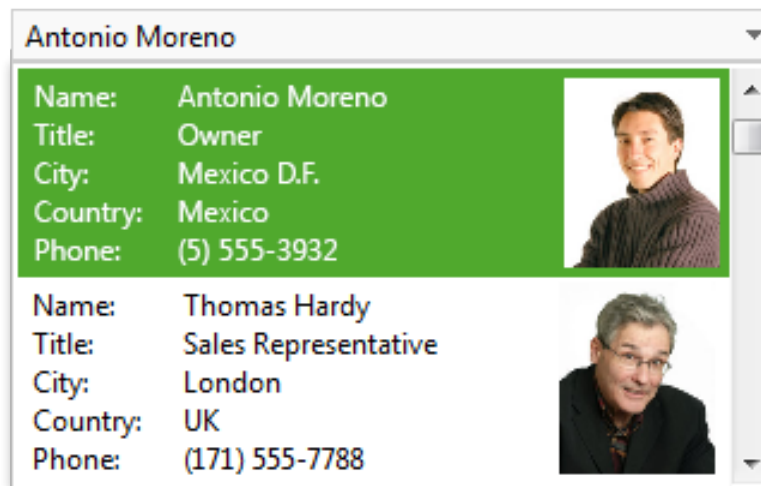 Antonio Moreno
Name: Antonio Moreno
Title: Owner
City: Mexico D.F.
Country: Mexico
Phone: (5) 555-3932
Name: Thomas Hardy
Title: Sales Representative
City: London
Country: UK
Phone: (171) 555-7788